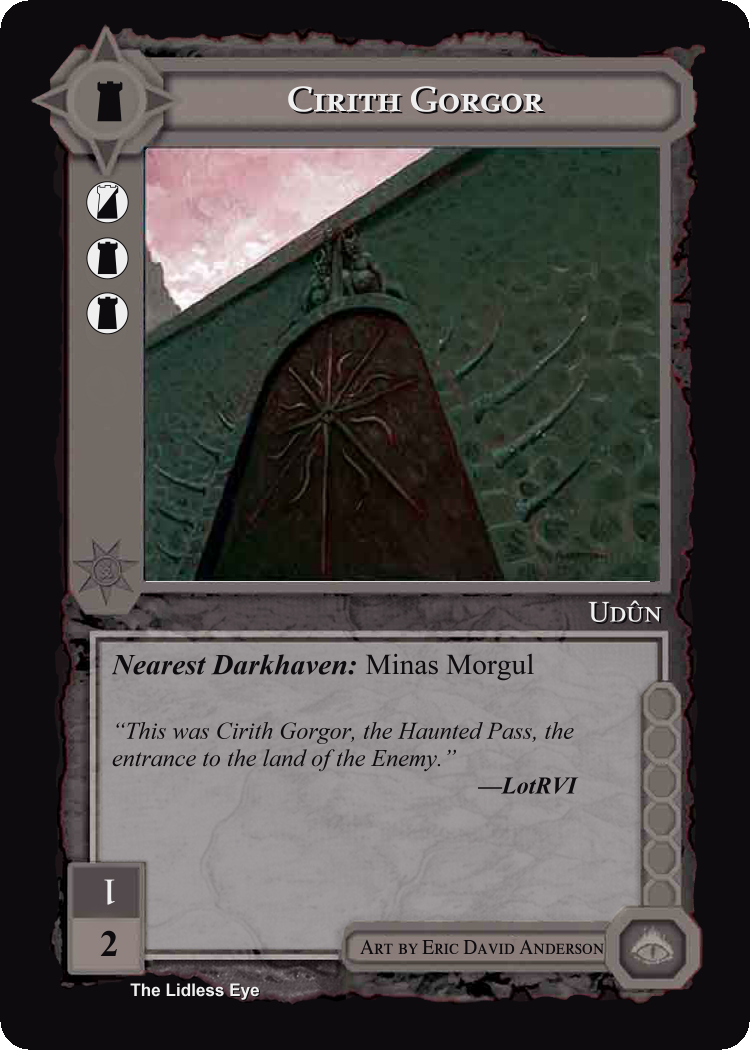 CIRITH GORGOR
UDÛN
Nearest Darkhaven: Minas Morgul
“This was Cirith Gorgor, the Haunted Pass, the
entrance to the land of the Enemy.”
—LotRVI
1
2
ART BY ERIC DAVID ANDERSON
The Lidless Eye